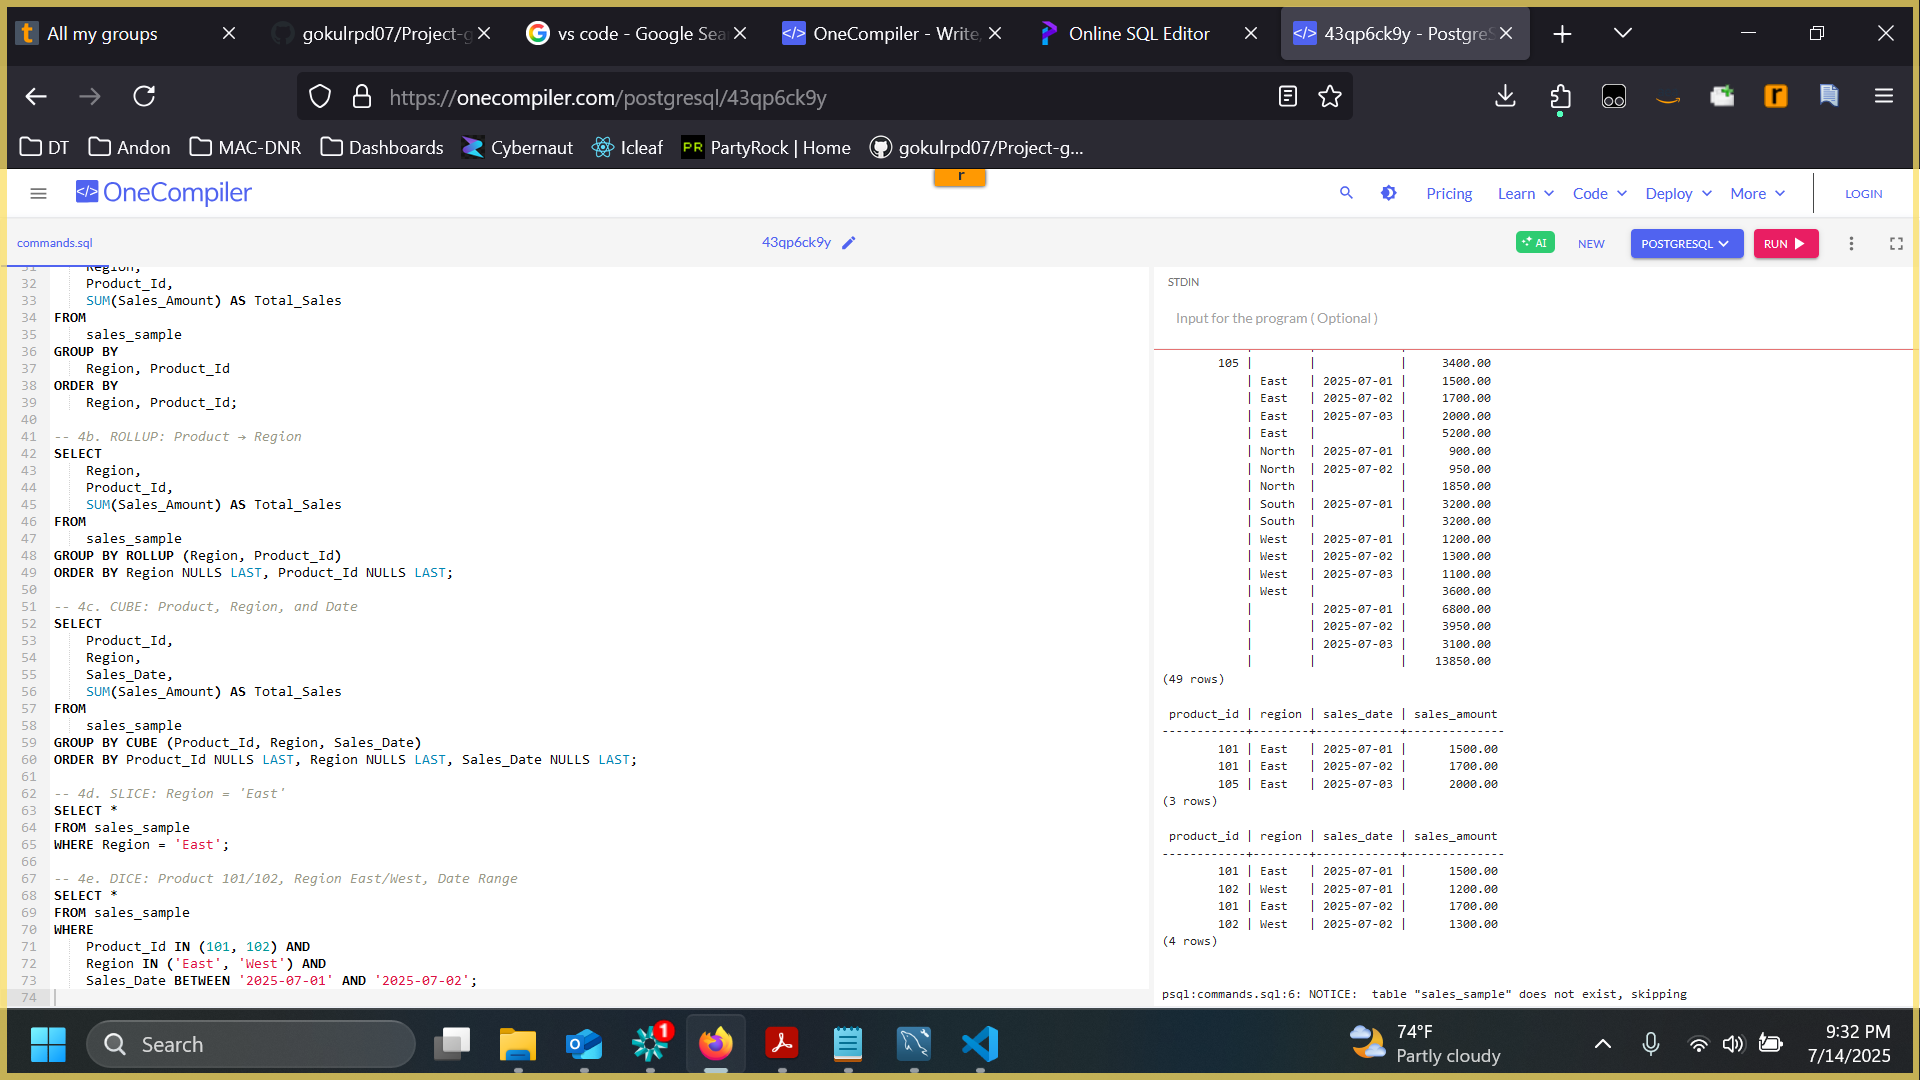 All my groups
gokulrpd07/Project-g
vs code - Google Sea
OneCompiler - Write,
Online SQL Editor
43qp6ck9y - PostgreS
https://onecompiler.com/postgresql/43qp6ck9y
DT
Andon
MAC-DNR
Dashboards
Cybernaut
Icleaf
PR PartyRock | Home
gokulrpd07/Project-g...
OneCompiler
r
Pricing
Learn
Code
Deploy
More
LOGIN
commands.sql
43qp6ck9y
AI
NEW
POSTGRESQL
RUN
31 Region,
32 Product_Id,
33 SUM(Sales_Amount) AS Total_Sales
34 FROM
35 sales_sample
36 GROUP BY
37 Region, Product_Id
38 ORDER BY
39 Region, Product_Id;
40
41 -- 4b. ROLLUP: Product → Region
42 SELECT
43 Region,
44 Product_Id,
45 SUM(Sales_Amount) AS Total_Sales
46 FROM
47 sales_sample
48 GROUP BY ROLLUP (Region, Product_Id)
49 ORDER BY Region NULLS LAST, Product_Id NULLS LAST;
50
51 -- 4c. CUBE: Product, Region, and Date
52 SELECT
53 Product_Id,
54 Region,
55 Sales_Date,
56 SUM(Sales_Amount) AS Total_Sales
57 FROM
58 sales_sample
59 GROUP BY CUBE (Product_Id, Region, Sales_Date)
60 ORDER BY Product_Id NULLS LAST, Region NULLS LAST, Sales_Date NULLS LAST;
61
62 -- 4d. SLICE: Region = 'East'
63 SELECT *
64 FROM sales_sample
65 WHERE Region = 'East';
66
67 -- 4e. DICE: Product 101/102, Region East/West, Date Range
68 SELECT *
69 FROM sales_sample
70 WHERE
71 Product_Id IN (101, 102) AND
72 Region IN ('East', 'West') AND
73 Sales_Date BETWEEN '2025-07-01' AND '2025-07-02';
74
STDIN
Input for the program ( Optional )
105 | | | 3400.00
| East | 2025-07-01 | 1500.00
| East | 2025-07-02 | 1700.00
| East | 2025-07-03 | 2000.00
| East | | 5200.00
| North | 2025-07-01 | 900.00
| North | 2025-07-02 | 950.00
| North | | 1850.00
| South | 2025-07-01 | 3200.00
| South | | 3200.00
| West | 2025-07-01 | 1200.00
| West | 2025-07-02 | 1300.00
| West | 2025-07-03 | 1100.00
| West | | 3600.00
| | 2025-07-01 | 6800.00
| | 2025-07-02 | 3950.00
| | 2025-07-03 | 3100.00
| | | 13850.00
(49 rows)
product_id | region | sales_date | sales_amount
------------+--------+------------+--------------
101 | East | 2025-07-01 | 1500.00
101 | East | 2025-07-02 | 1700.00
105 | East | 2025-07-03 | 2000.00
(3 rows)
product_id | region | sales_date | sales_amount
------------+--------+------------+--------------
101 | East | 2025-07-01 | 1500.00
102 | West | 2025-07-01 | 1200.00
101 | East | 2025-07-02 | 1700.00
102 | West | 2025-07-02 | 1300.00
(4 rows)
psql:commands.sql:6: NOTICE:  table "sales_sample" does not exist, skipping
Search
1
74°F
Partly cloudy
9:32 PM
7/14/2025